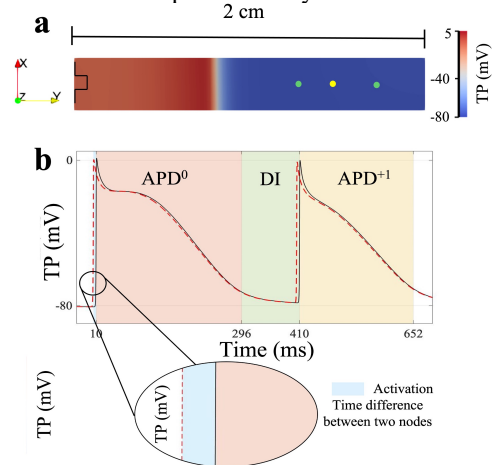 2 cm
a
X
Z
Y
5
-40
-80
TP (mV)
b
0
-80
TP (mV)
APD⁰
DI
APD⁺¹
10
296
410
652
Time (ms)
TP (mV)
TP (mV)
Activation
Time difference
between two nodes